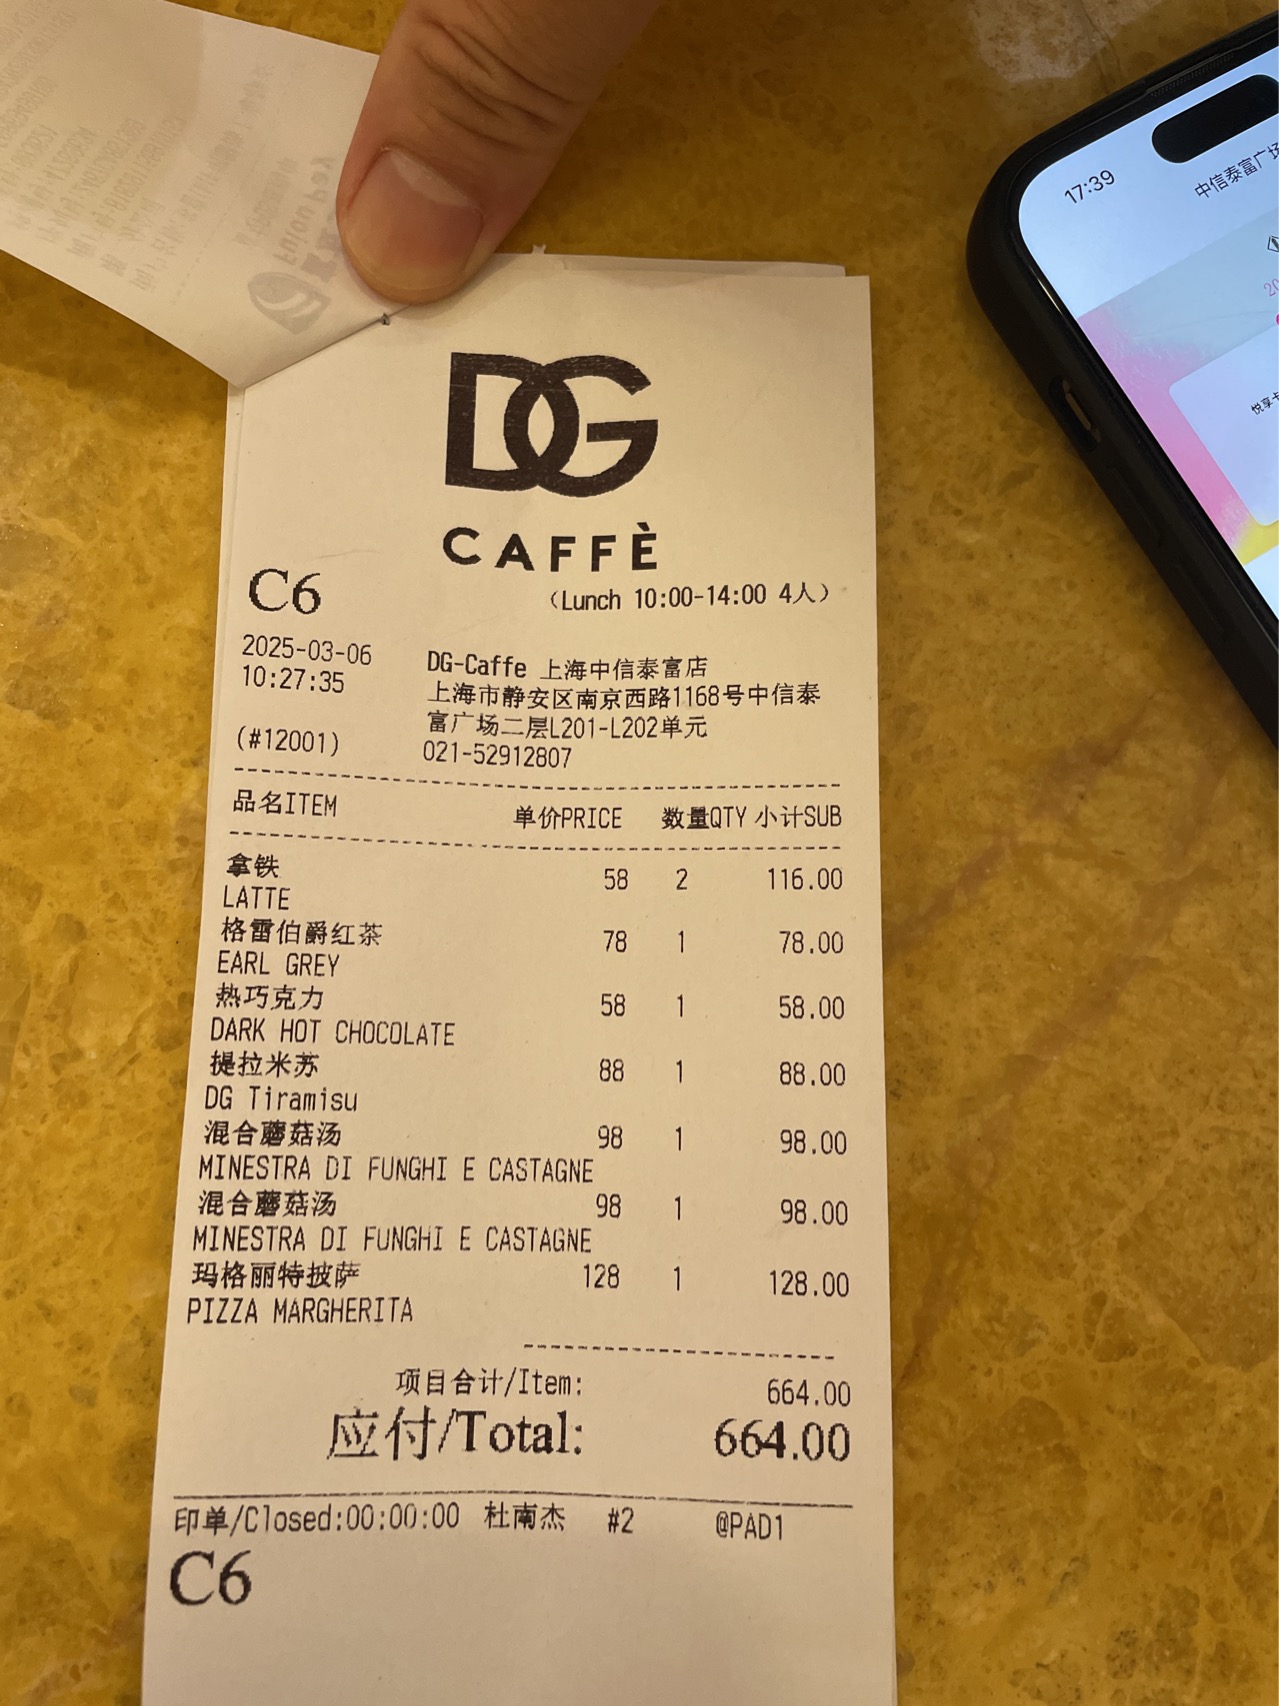 DG
CAFFÈ
C6
（Lunch 10:00-14:00 4人）
2025-03-06
10:27:35
(#12001)
DG-Caffe 上海中信泰富店
上海市静安区南京西路1168号中信泰
富广场二层L201-L202单元
021-52912807
品名ITEM 单价PRICE 数量QTY 小计SUB
拿铁 58 2 116.00
LATTE
格雷伯爵红茶 78 1 78.00
EARL GREY
热巧克力 58 1 58.00
DARK HOT CHOCOLATE
提拉米苏 88 1 88.00
DG Tiramisu
混合蘑菇汤 98 1 98.00
MINESTRA DI FUNGHI E CASTAGNE
混合蘑菇汤 98 1 98.00
MINESTRA DI FUNGHI E CASTAGNE
玛格丽特披萨 128 1 128.00
PIZZA MARGHERITA
项目合计/Item: 664.00
应付/Total: 664.00
印单/Closed:00:00:00 杜南杰 #2 @PAD1
C6
17:39
中信泰富广场
悦享卡